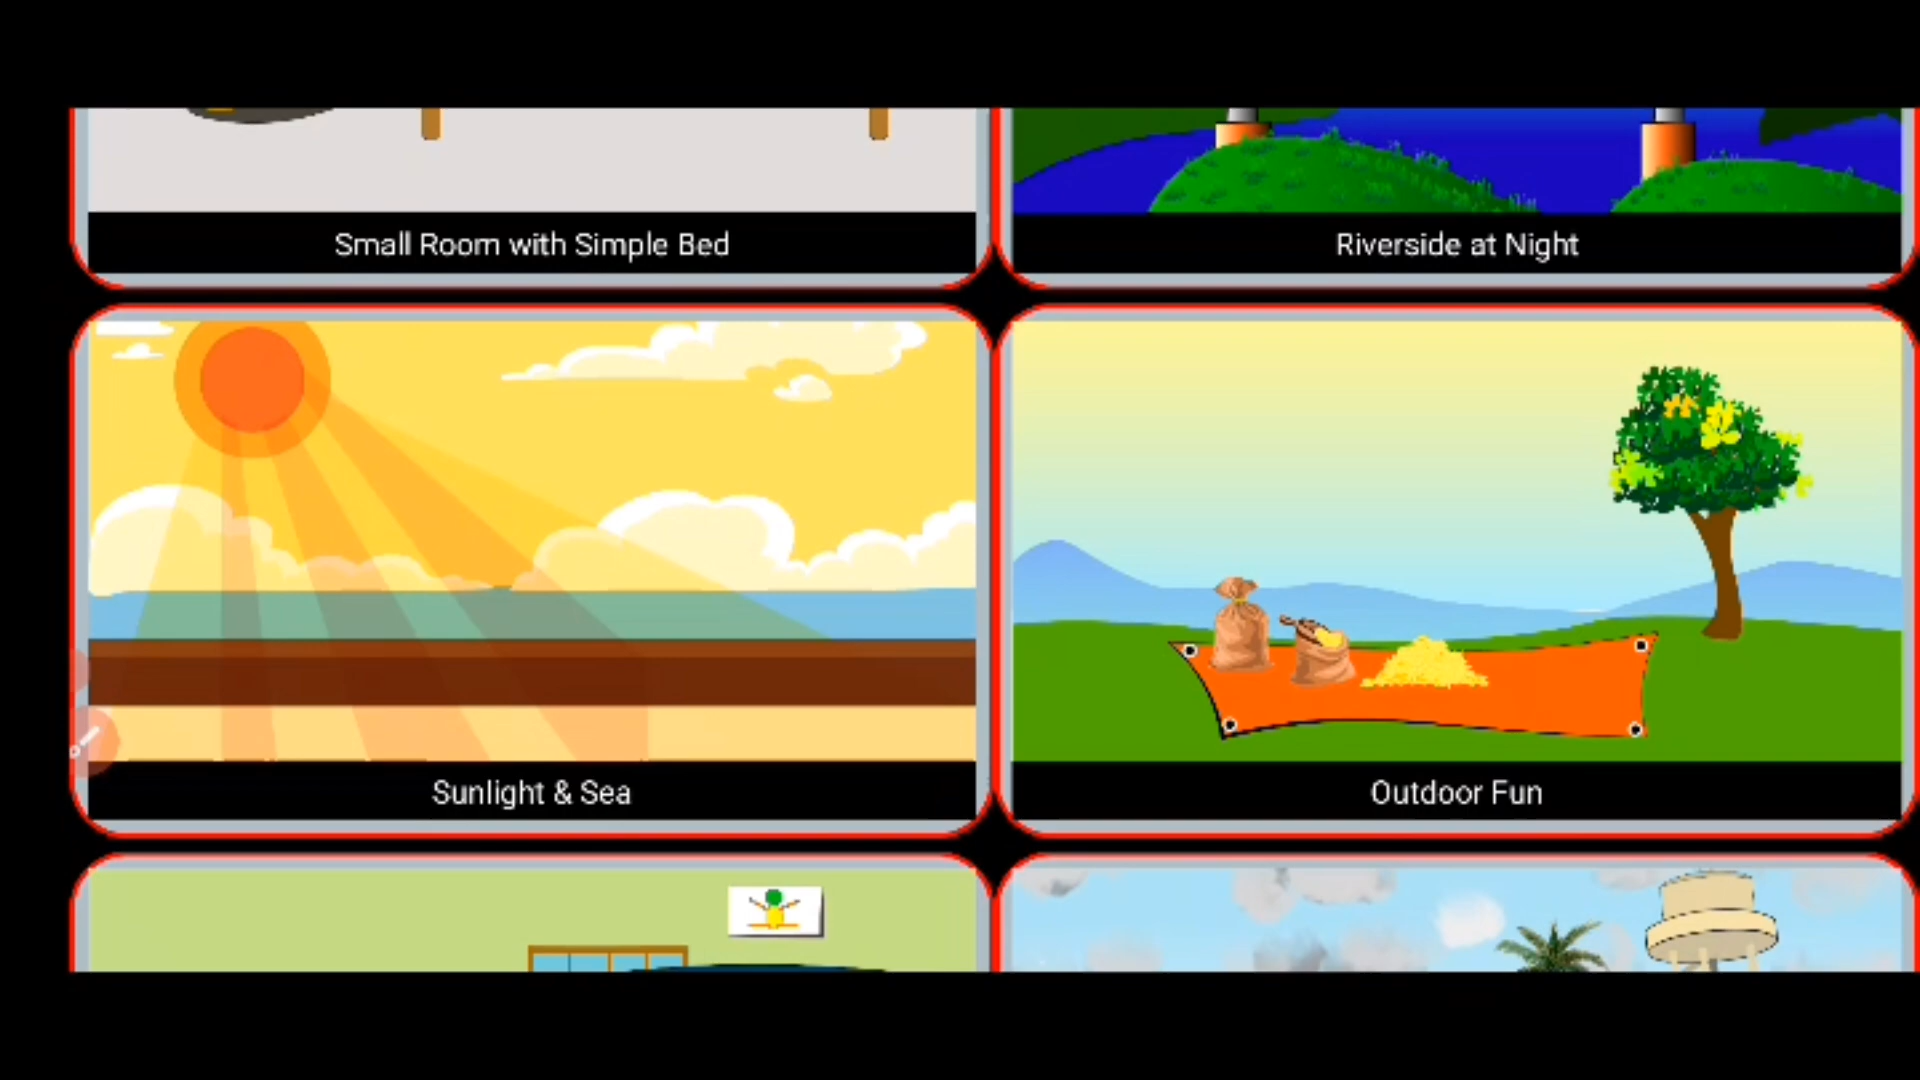 Small Room with Simple Bed
Riverside at Night
Sunlight & Sea
Outdoor Fun